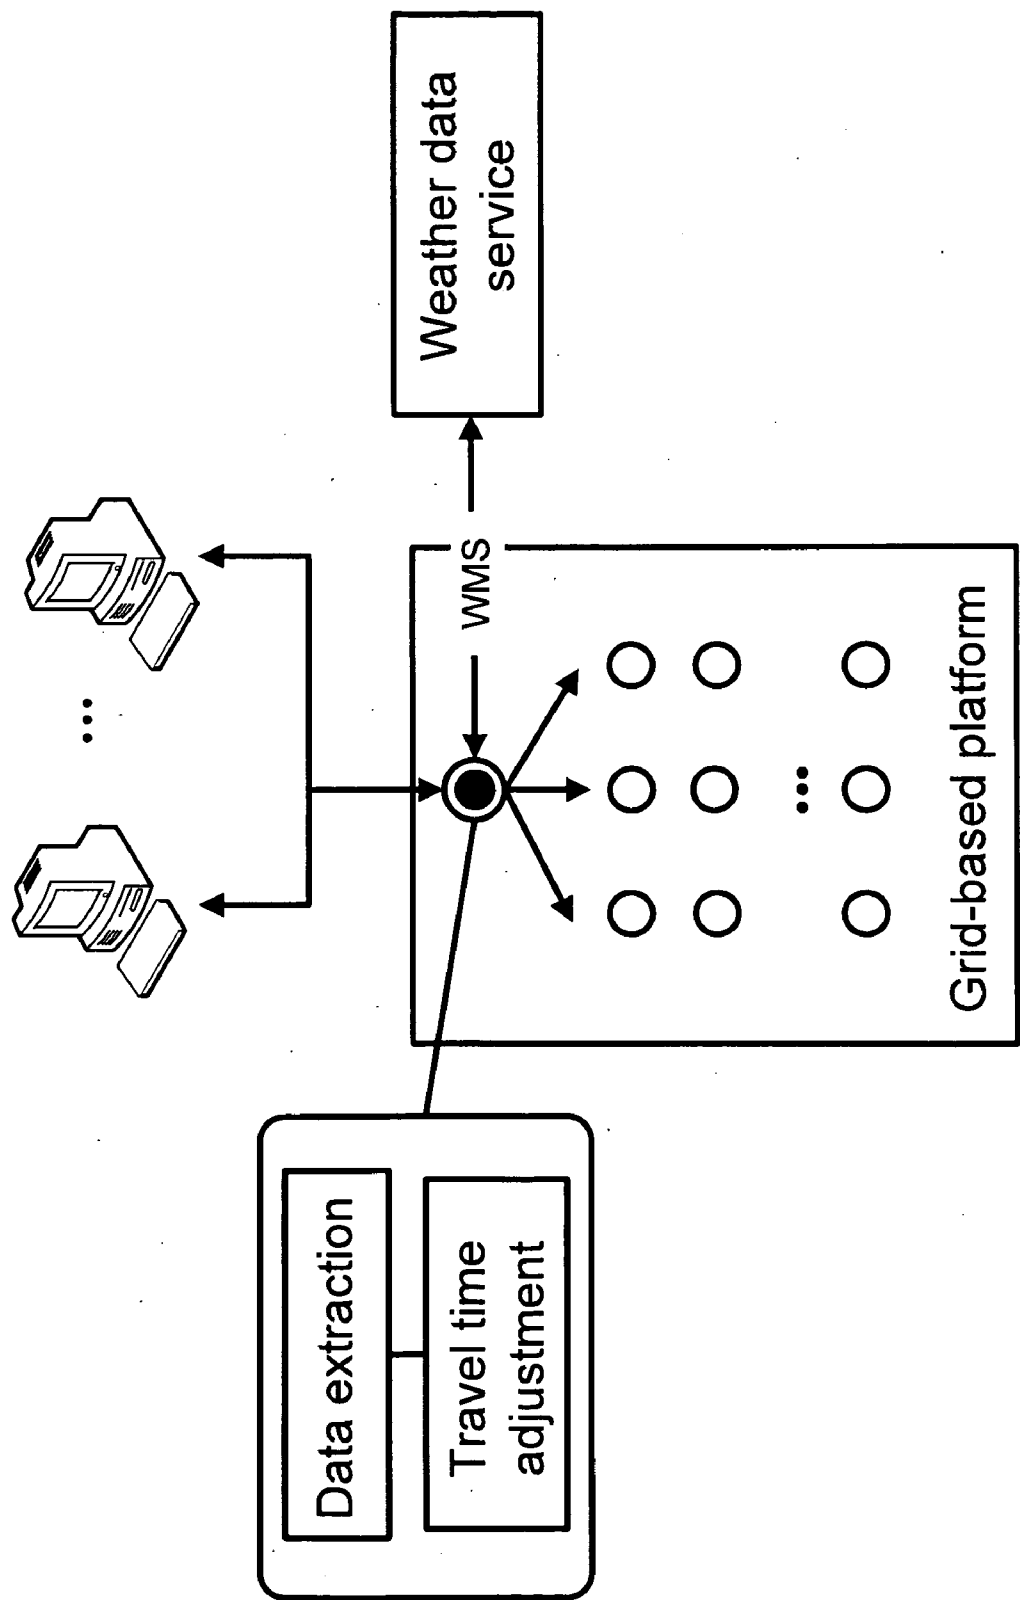 ...
Data extraction
Travel time
adjustment
WMS
Weather data
service
...
Grid-based platform